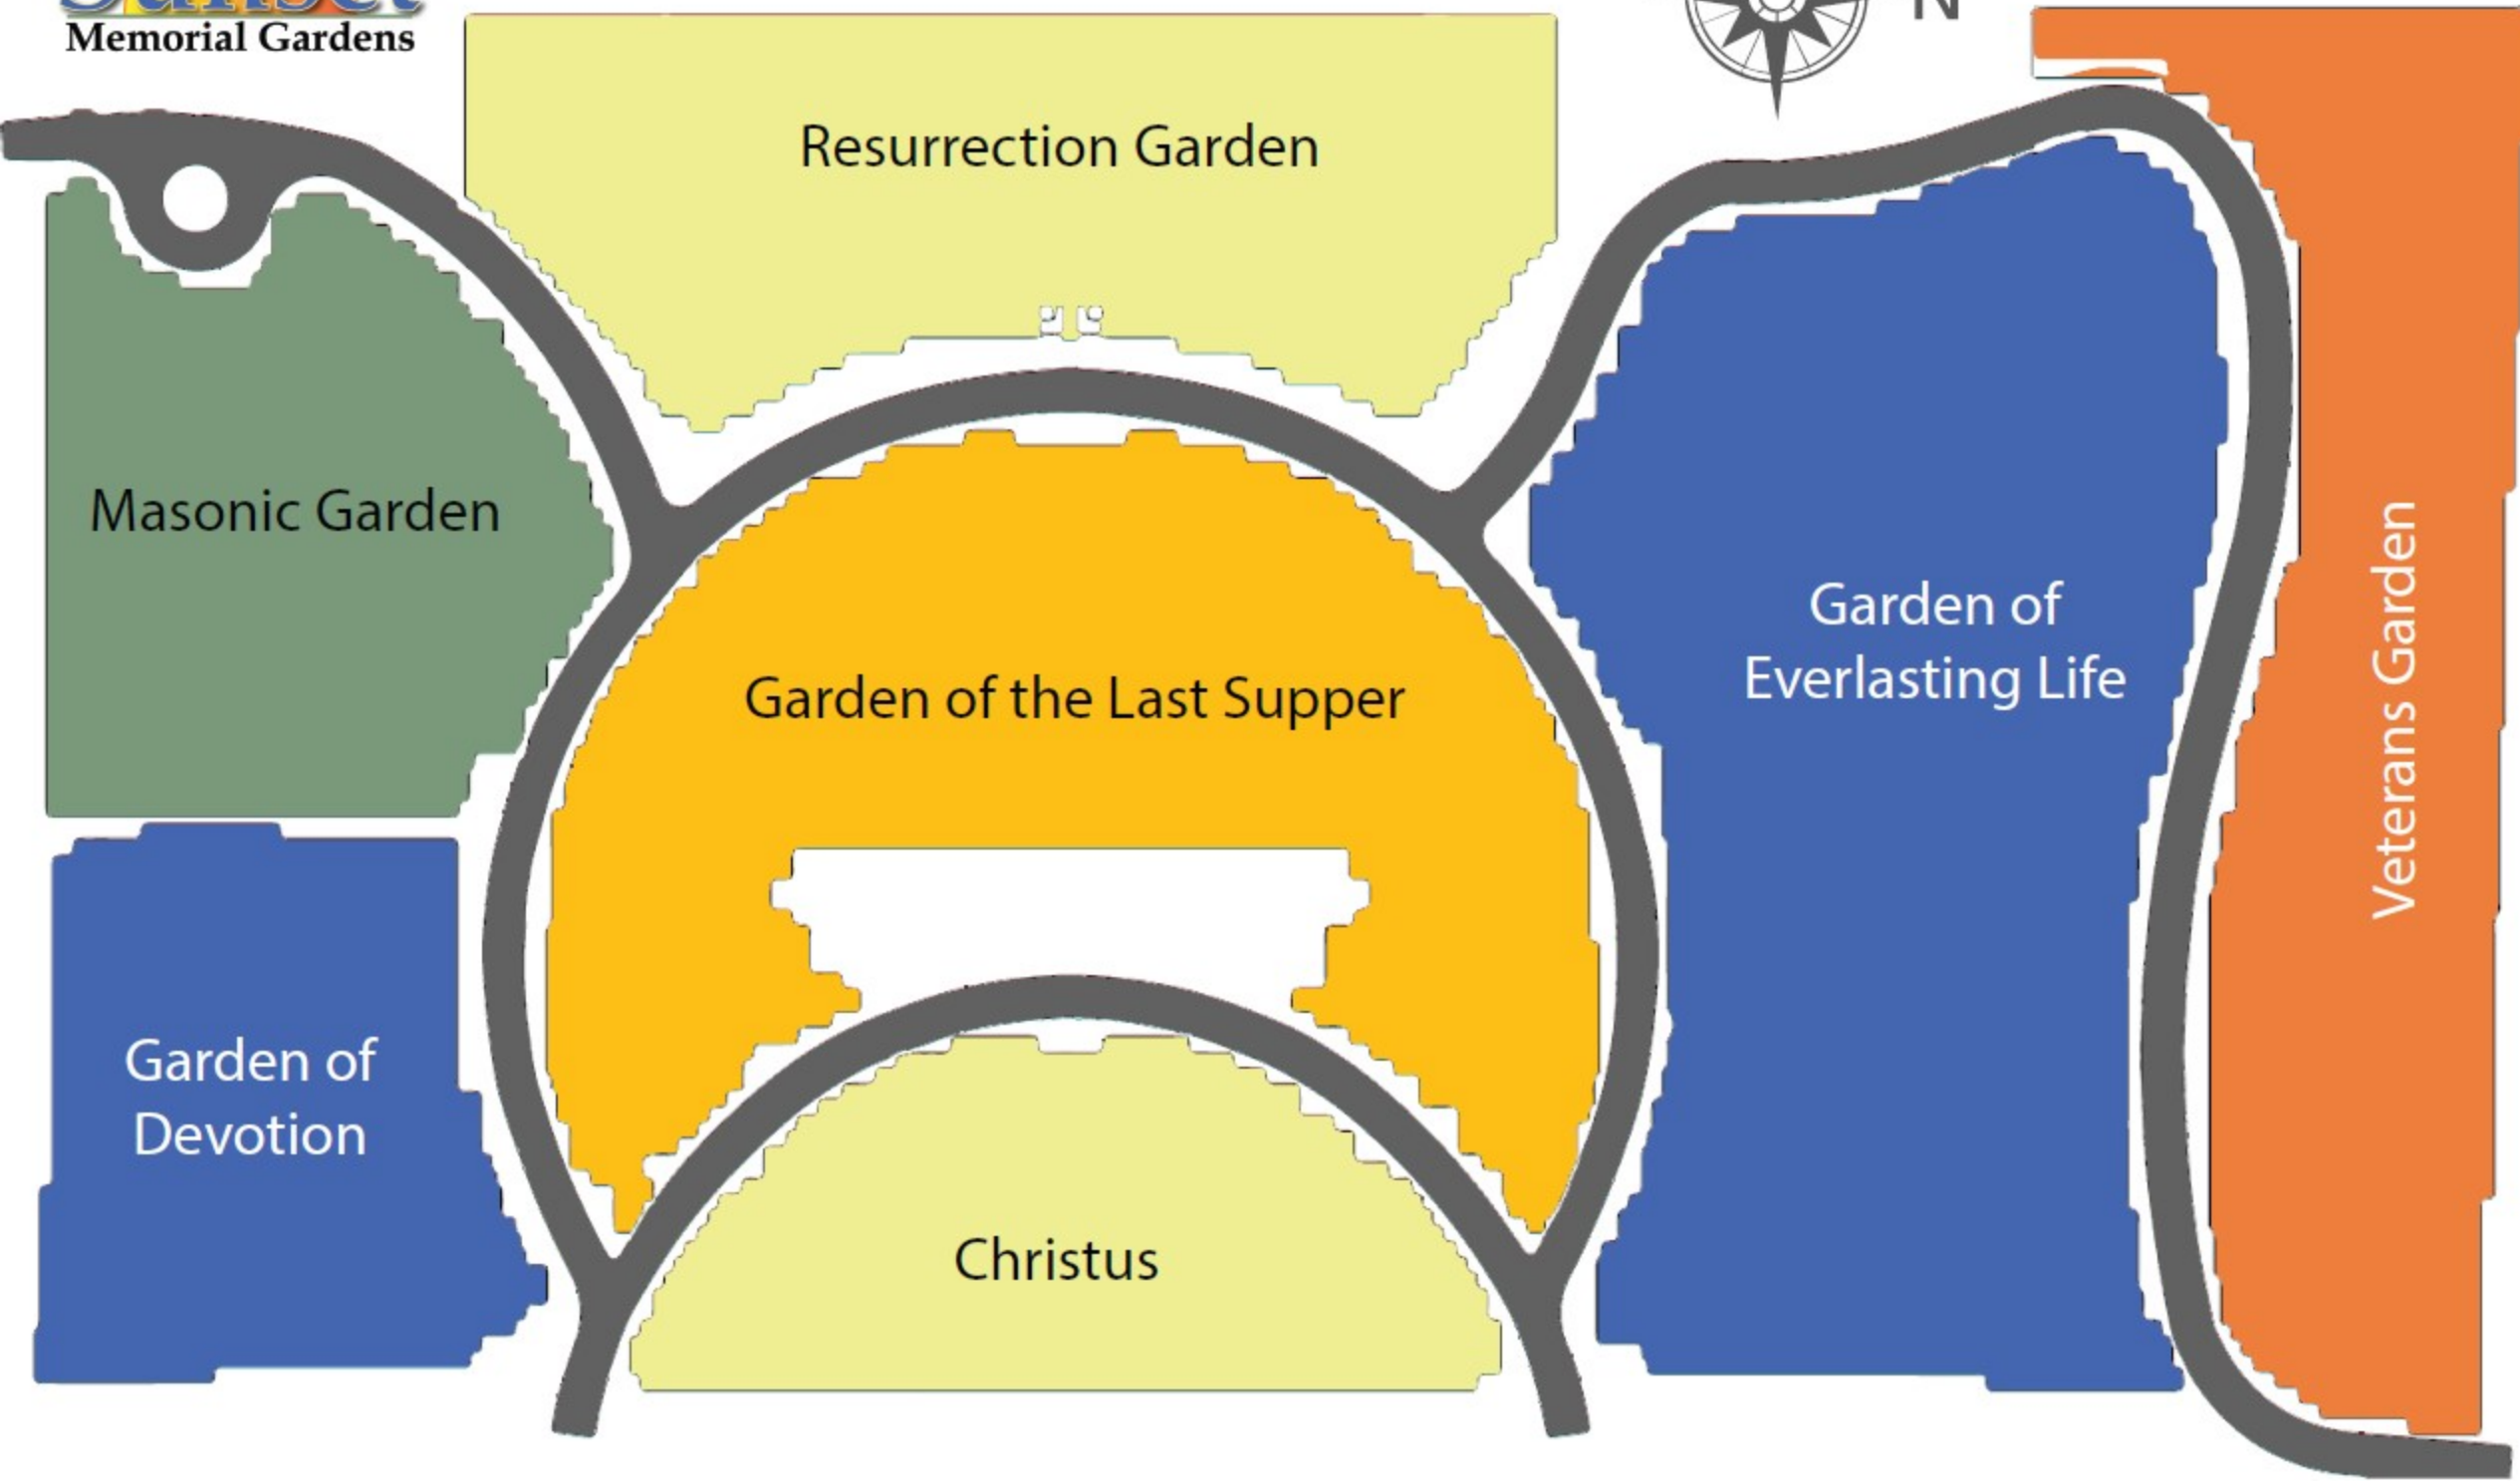 Sunset
Memorial Gardens
N
Resurrection Garden
Masonic Garden
Garden of the Last Supper
Garden of
Everlasting Life
Veterans Garden
Garden of
Devotion
Christus